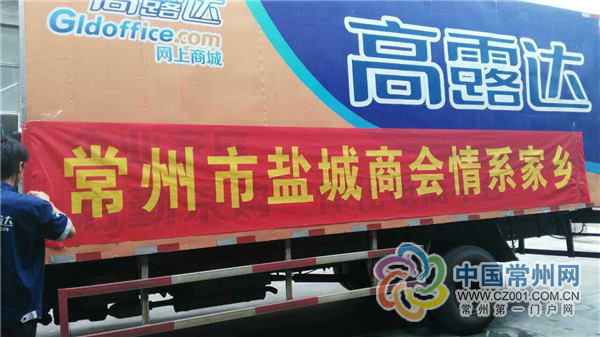 高露达
Gldoffice.com
网上商城
高露达
常州市盐城商会情系家乡
中国常州网
WWW.CZ001.COM.CN
常州第一门户网